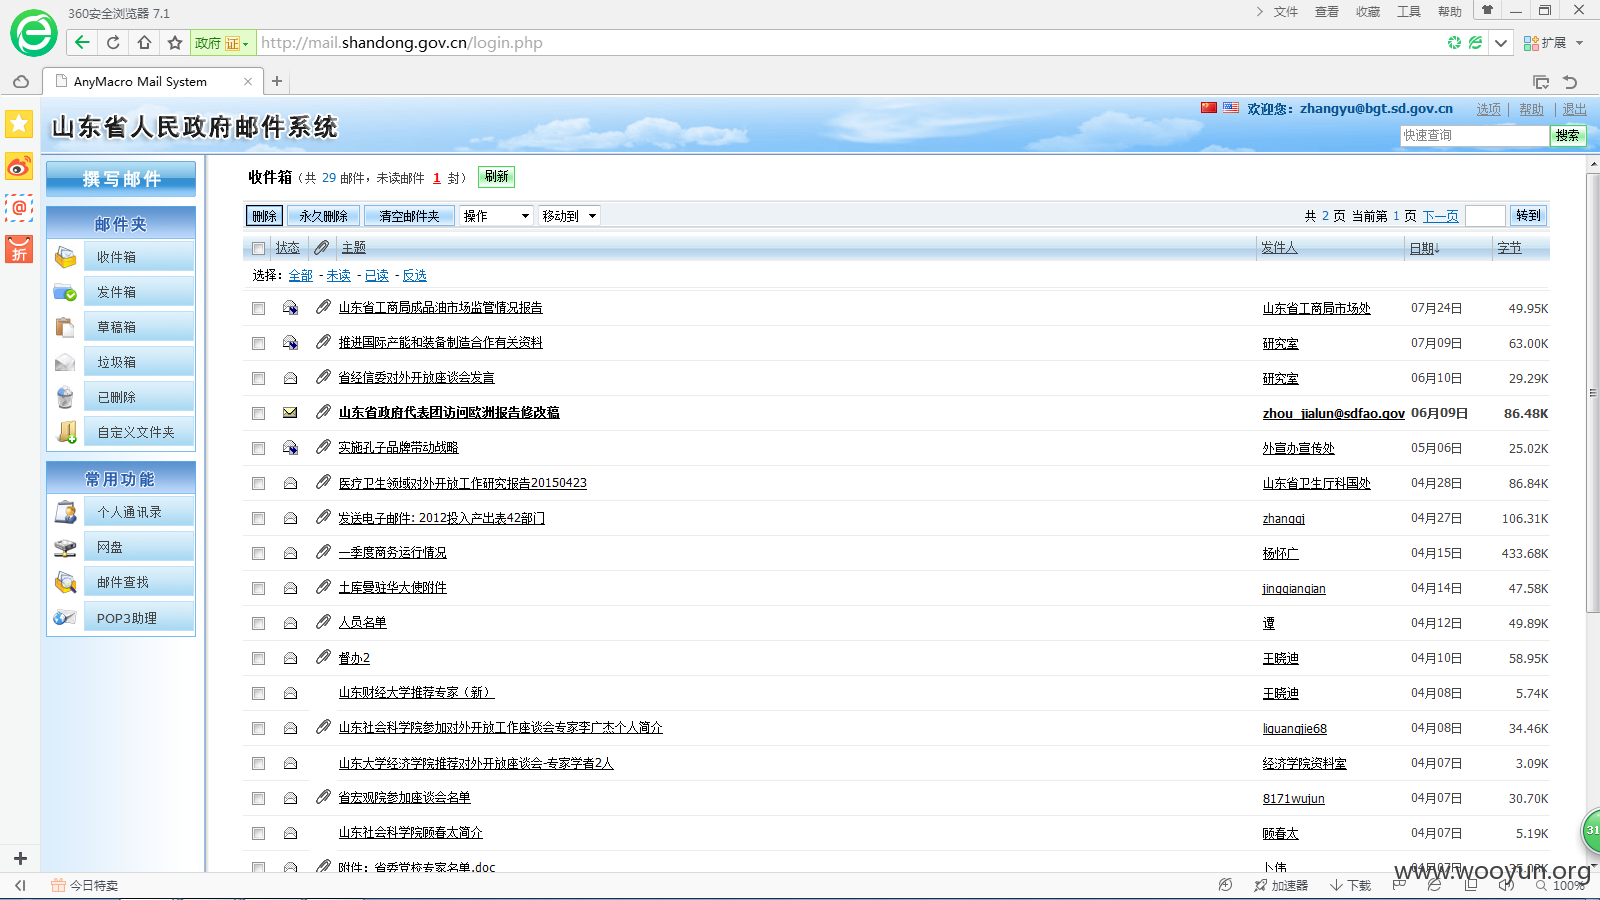 360安全浏览器 7.1
文件 查看 收藏 工具 帮助
政府 证 http://mail.shandong.gov.cn/login.php
扩展
AnyMacro Mail System
山东省人民政府邮件系统
欢迎您：zhangyu@bgt.sd.gov.cn 选项 | 帮助 | 退出
快速查询 搜索
撰写邮件
邮件夹
收件箱
发件箱
草稿箱
垃圾箱
已删除
自定义文件夹
常用功能
个人通讯录
网盘
邮件查找
POP3助理
收件箱（共 29 邮件，未读邮件 1 封） 刷新
删除 永久删除 清空邮件夹 操作 移动到 共 2 页 当前第 1 页 下一页 转到
状态 主题 发件人 日期↓ 字节
选择：全部 - 未读 - 已读 - 反选
山东省工商局成品油市场监管情况报告 山东省工商局市场处 07月24日 49.95K
推进国际产能和装备制造合作有关资料 研究室 07月09日 63.00K
省经信委对外开放座谈会发言 研究室 06月10日 29.29K
山东省政府代表团访问欧洲报告修改稿 zhou_jialun@sdfao.gov 06月09日 86.48K
实施孔子品牌带动战略 外宣办宣传处 05月06日 25.02K
医疗卫生领域对外开放工作研究报告20150423 山东省卫生厅科国处 04月28日 86.84K
发送电子邮件: 2012投入产出表42部门 zhangqj 04月27日 106.31K
一季度商务运行情况 杨怀广 04月15日 433.68K
土库曼驻华大使附件 jingqianqian 04月14日 47.58K
人员名单 谭 04月12日 49.89K
督办2 王晓迪 04月10日 58.95K
山东财经大学推荐专家（新） 王晓迪 04月08日 5.74K
山东社会科学院参加对外开放工作座谈会专家李广杰个人简介 liguangjie68 04月08日 34.46K
山东大学经济学院推荐对外开放座谈会-专家学者2人 经济学院资料室 04月07日 3.09K
省宏观院参加座谈会名单 8171wujun 04月07日 30.70K
山东社会科学院顾春太简介 顾春太 04月07日 5.19K
附件：省委党校专家名单.doc 卜伟 04月07日
31
www.wooyun.org
今日特卖 加速器 下载 100%
折